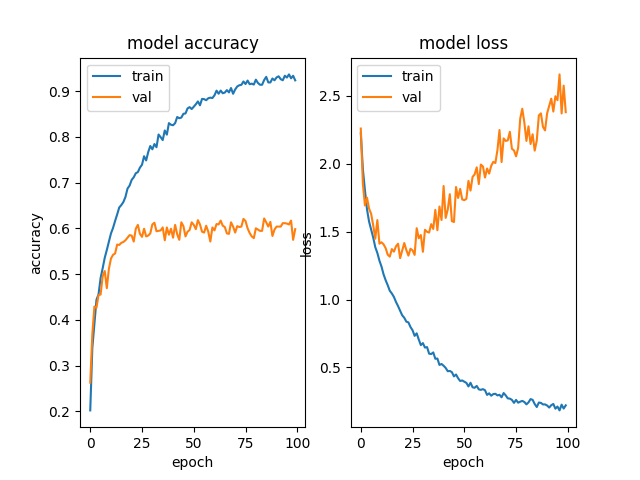 model accuracy
train
val
0.9
0.8
0.7
0.6
0.5
0.4
0.3
0.2
accuracy
0 25 50 75 100
epoch
model loss
train
val
2.5
2.0
1.5
1.0
0.5
loss
0 25 50 75 100
epoch